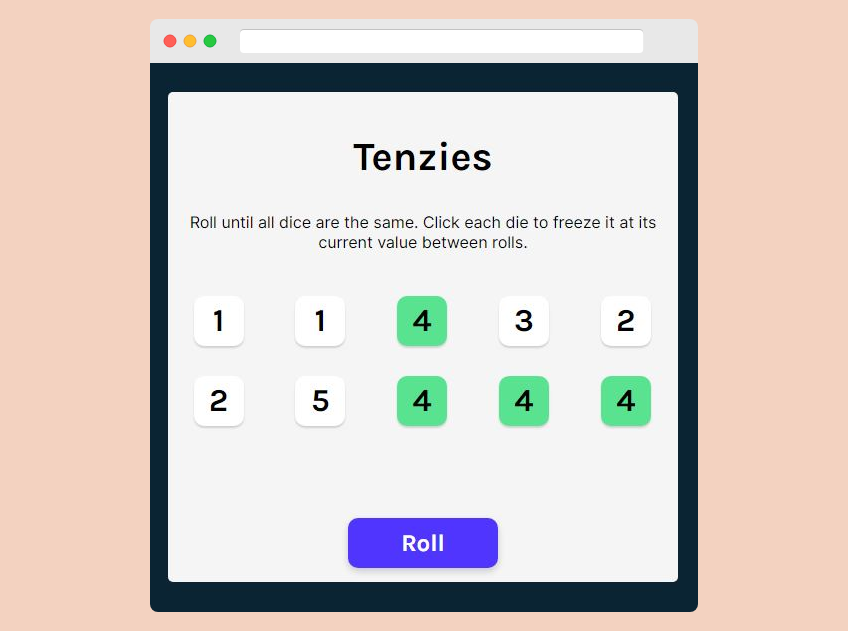 Tenzies
Roll until all dice are the same. Click each die to freeze it at its
current value between rolls.
1 1 4 3 2
2 5 4 4 4
Roll